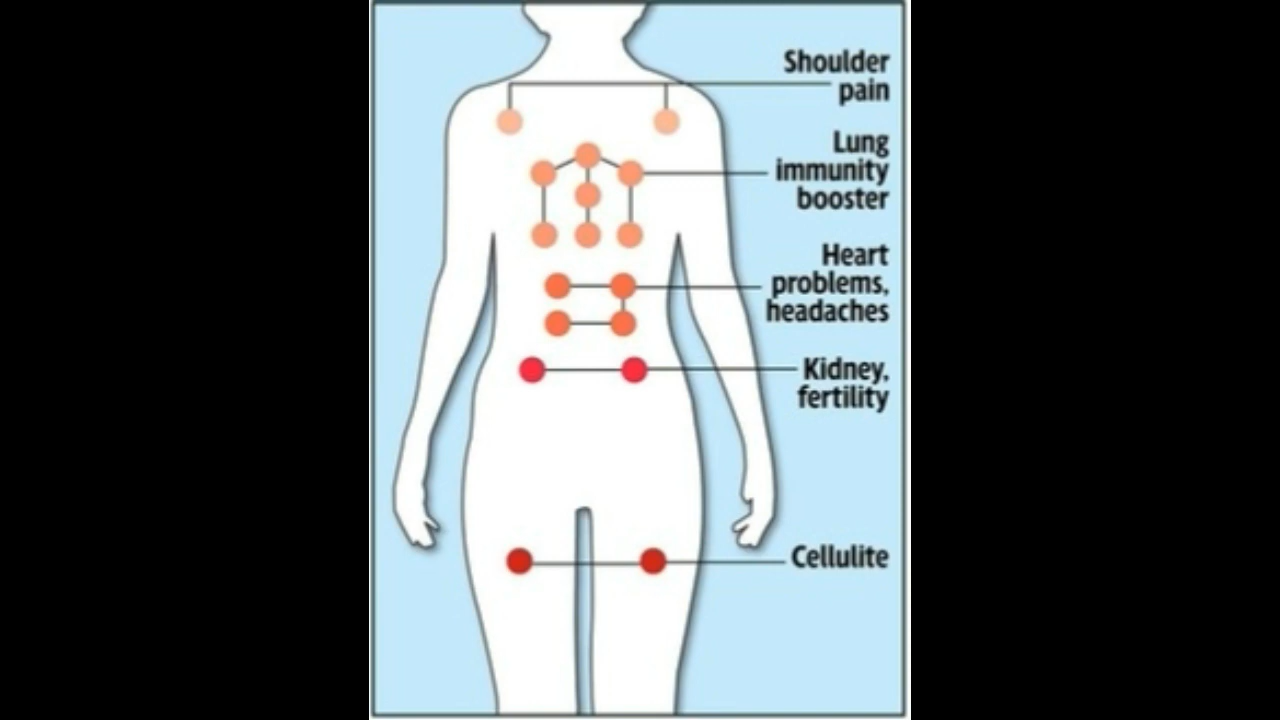 Shoulder
pain
Lung
immunity
booster
Heart
problems,
headaches
Kidney,
fertility
Cellulite